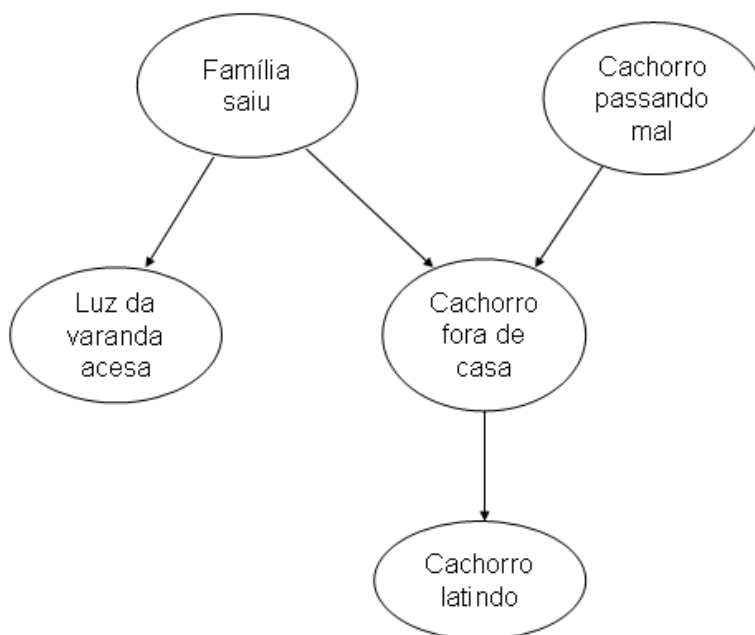 Família
saiu
Cachorro
passando
mal
Luz da
varanda
acesa
Cachorro
fora de
casa
Cachorro
latindo